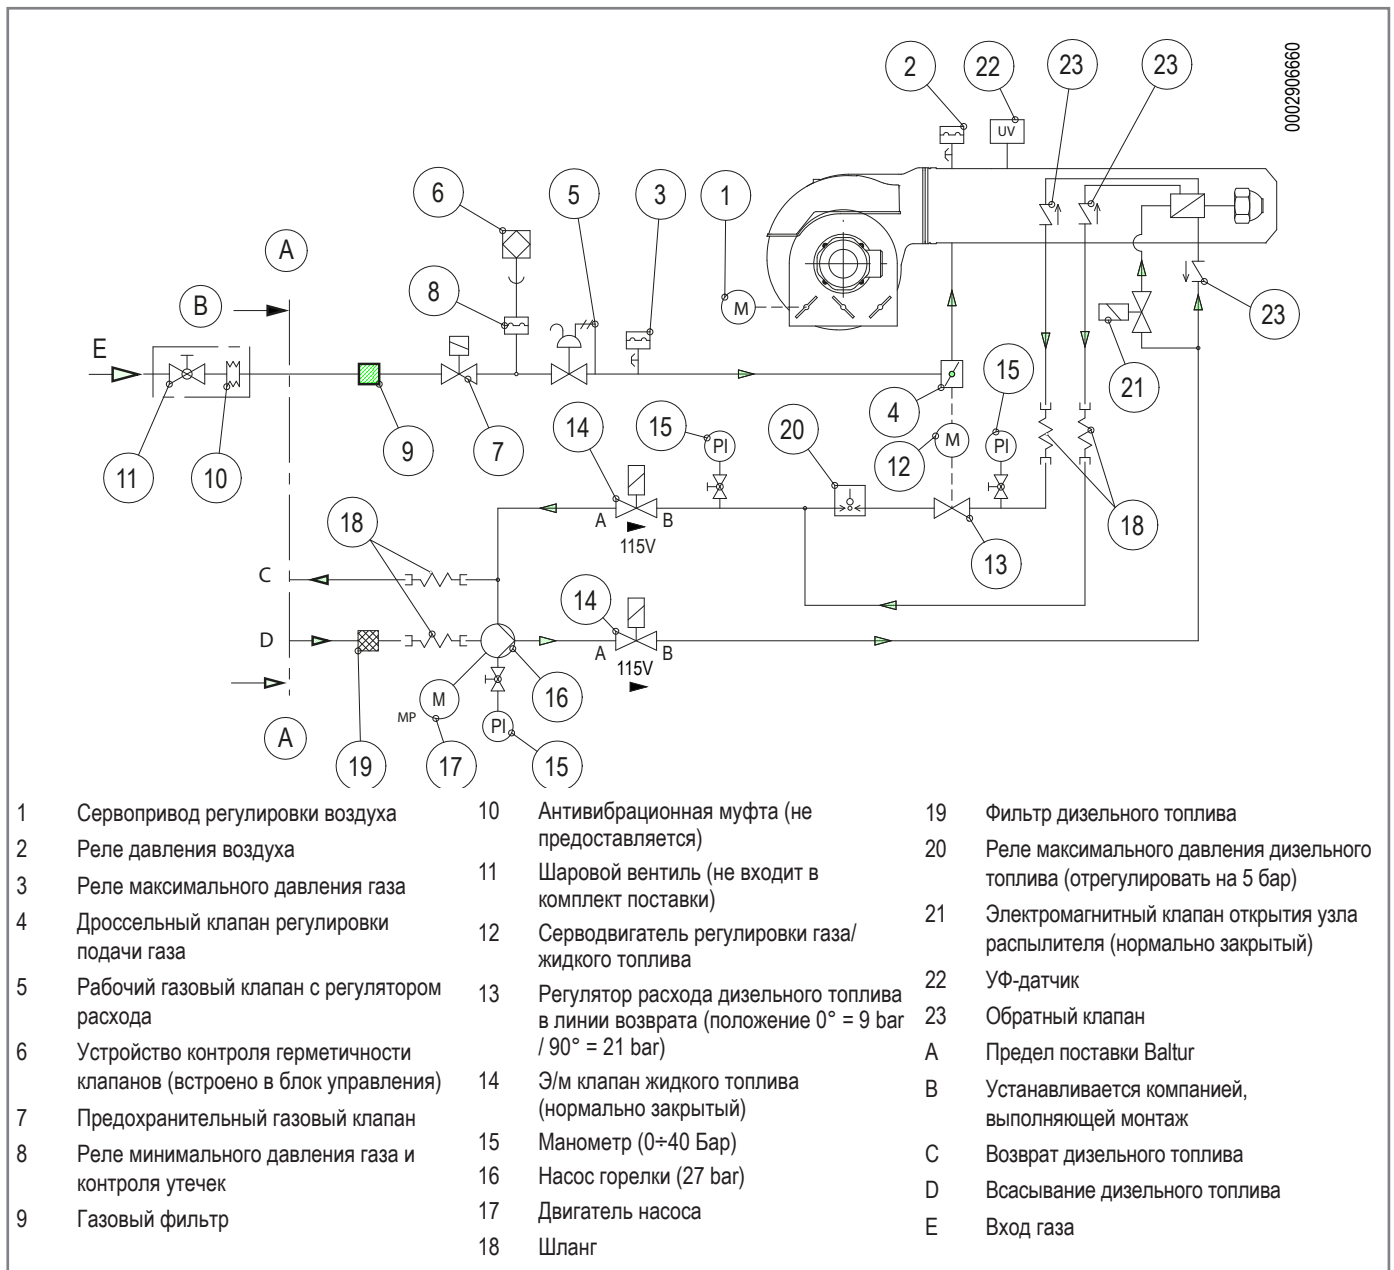 0002906660
2
22
23
23
UV
6
5
3
1
A
M
B
8
23
E
15
21
4
14
15
20
PI
M
12
PI
11
10
9
7
18
A
B
115V
18
13
C
14
D
A
B
115V
16
M
MP
PI
A
19
17
15
1 Сервопривод регулировки воздуха
2 Реле давления воздуха
3 Реле максимального давления газа
4 Дроссельный клапан регулировки
подачи газа
5 Рабочий газовый клапан с регулятором
расхода
6 Устройство контроля герметичности
клапанов (встроено в блок управления)
7 Предохранительный газовый клапан
8 Реле минимального давления газа и
контроля утечек
9 Газовый фильтр
10 Антивибрационная муфта (не
предоставляется)
11 Шаровой вентиль (не входит в
комплект поставки)
12 Серводвигатель регулировки газа/
жидкого топлива
13 Регулятор расхода дизельного топлива
в линии возврата (положение 0° = 9 bar
/ 90° = 21 bar)
14 Э/м клапан жидкого топлива
(нормально закрытый)
15 Манометр (0÷40 Бар)
16 Насос горелки (27 bar)
17 Двигатель насоса
18 Шланг
19 Фильтр дизельного топлива
20 Реле максимального давления дизельного
топлива (отрегулировать на 5 бар)
21 Электромагнитный клапан открытия узла
распылителя (нормально закрытый)
22 УФ-датчик
23 Обратный клапан
A Предел поставки Baltur
B Устанавливается компанией,
выполняющей монтаж
C Возврат дизельного топлива
D Всасывание дизельного топлива
E Вход газа